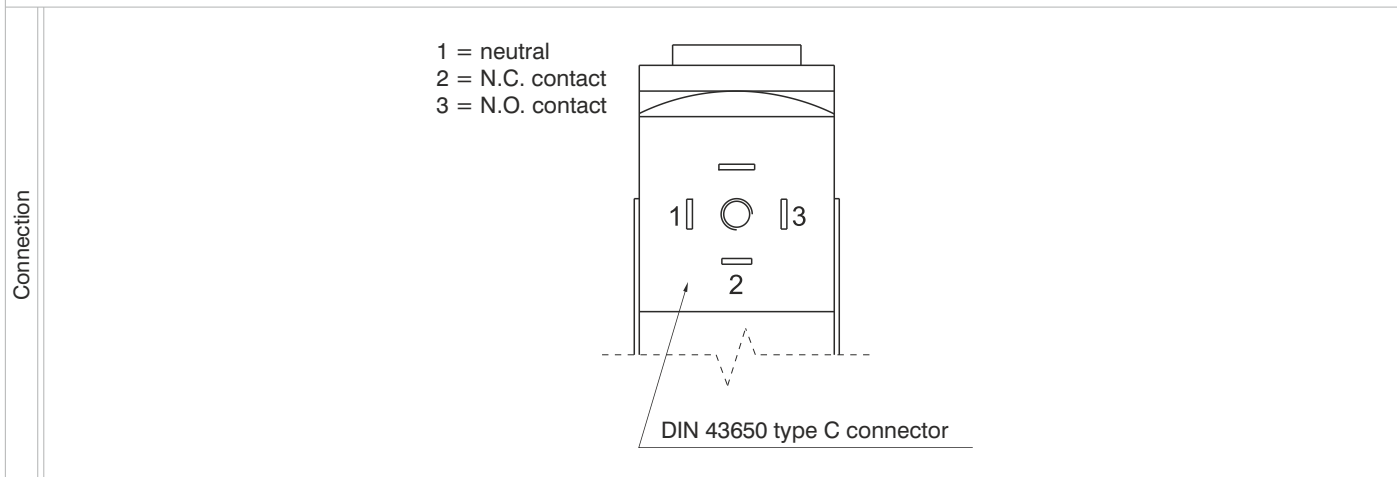 1 = neutral
2 = N.C. contact
3 = N.O. contact
Connection
1
3
2
DIN 43650 type C connector